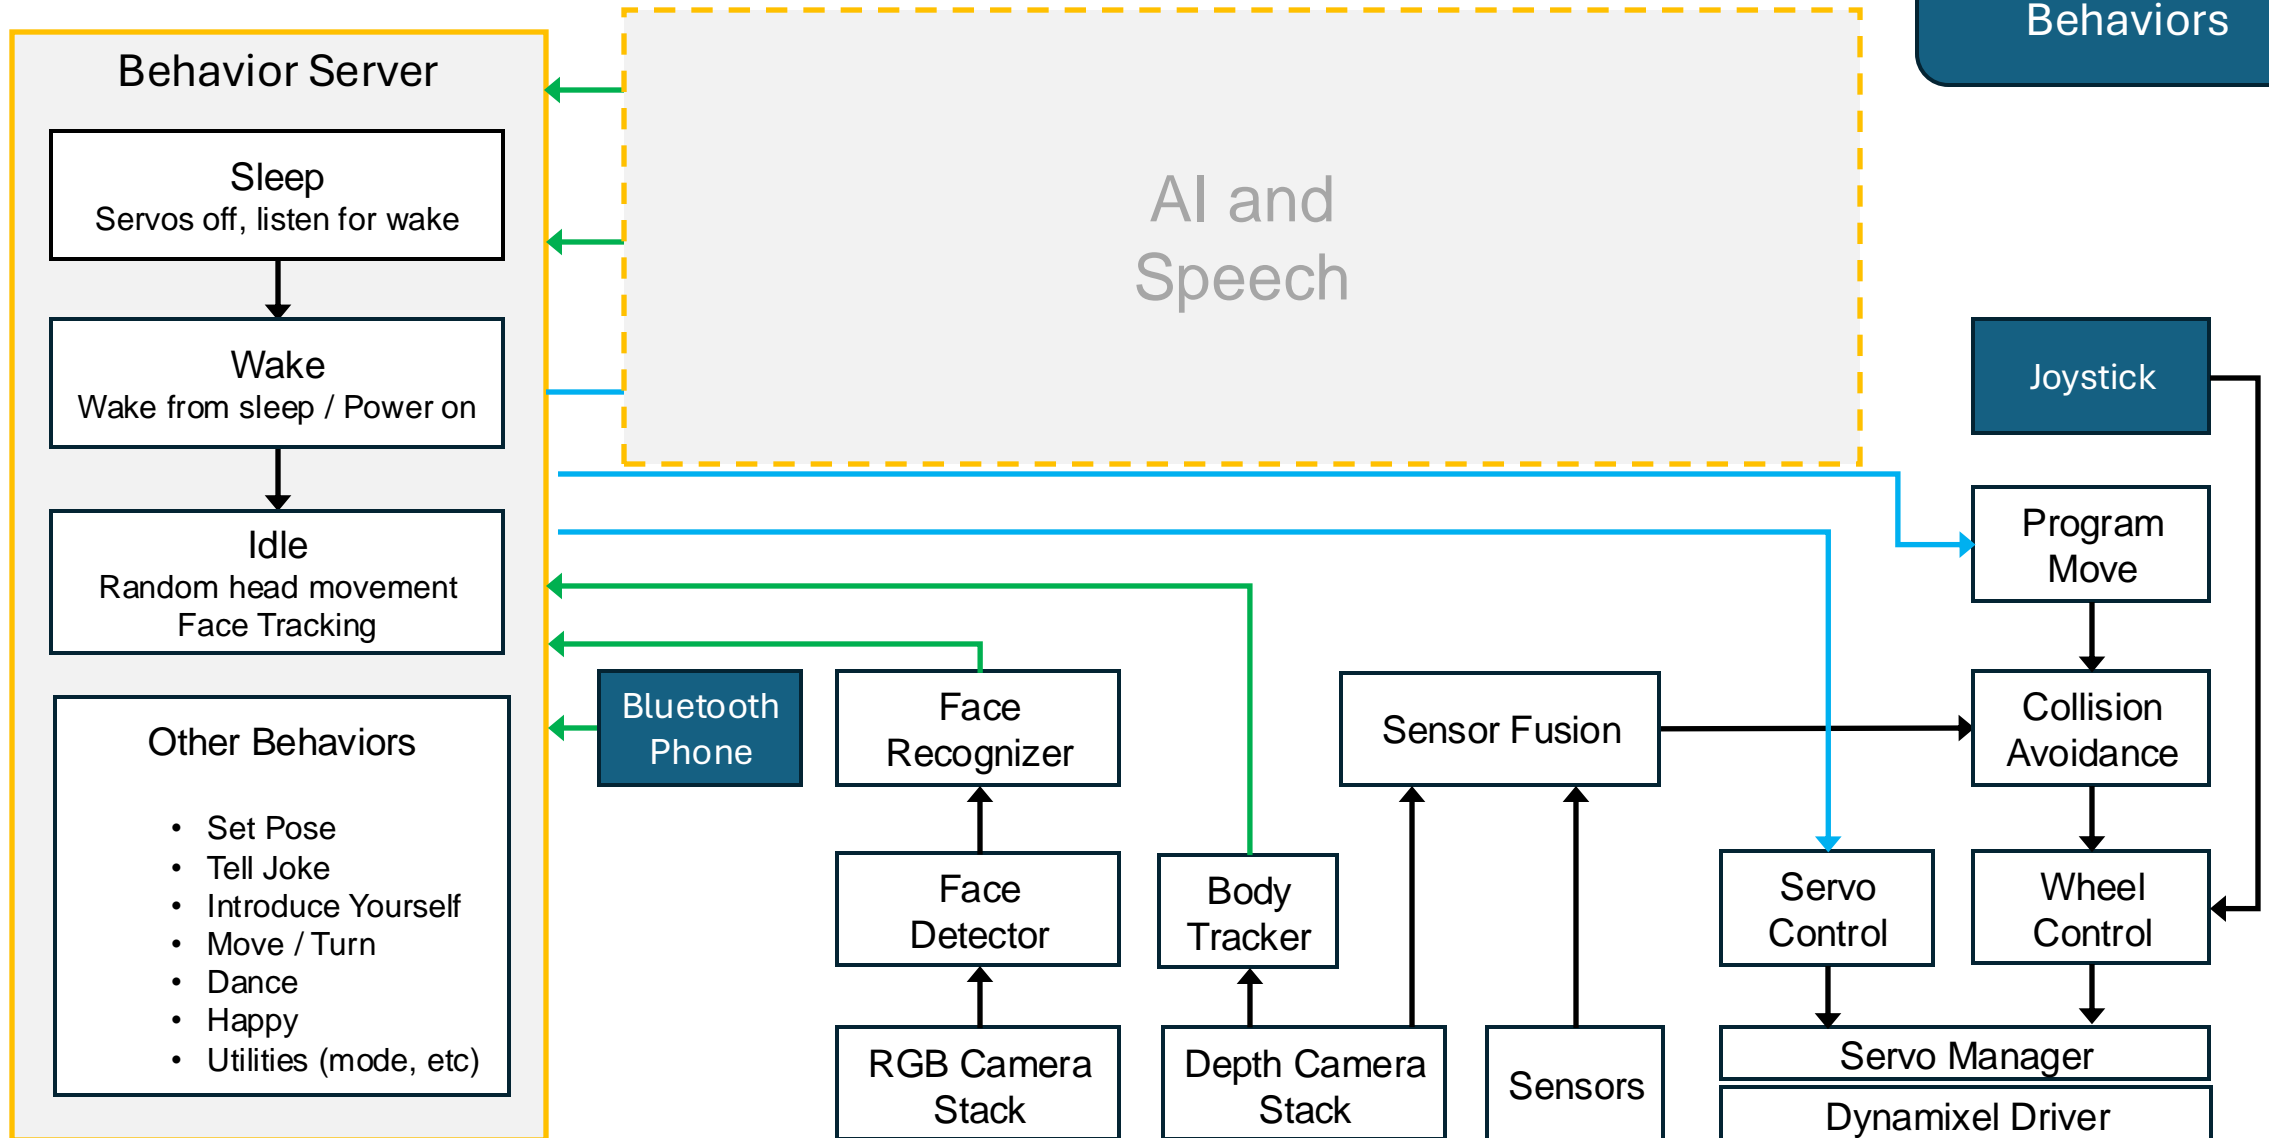 Behaviors
Behavior Server
Sleep
Servos off, listen for wake
Wake
Wake from sleep / Power on
Idle
Random head movement
Face Tracking
Other Behaviors
• Set Pose
• Tell Joke
• Introduce Yourself
• Move / Turn
• Dance
• Happy
• Utilities (mode, etc)
AI and
Speech
Joystick
Program
Move
Bluetooth
Phone
Face
Recognizer
Sensor Fusion
Collision
Avoidance
Face
Detector
Body
Tracker
Servo
Control
Wheel
Control
RGB Camera
Stack
Depth Camera
Stack
Sensors
Servo Manager
Dynamixel Driver